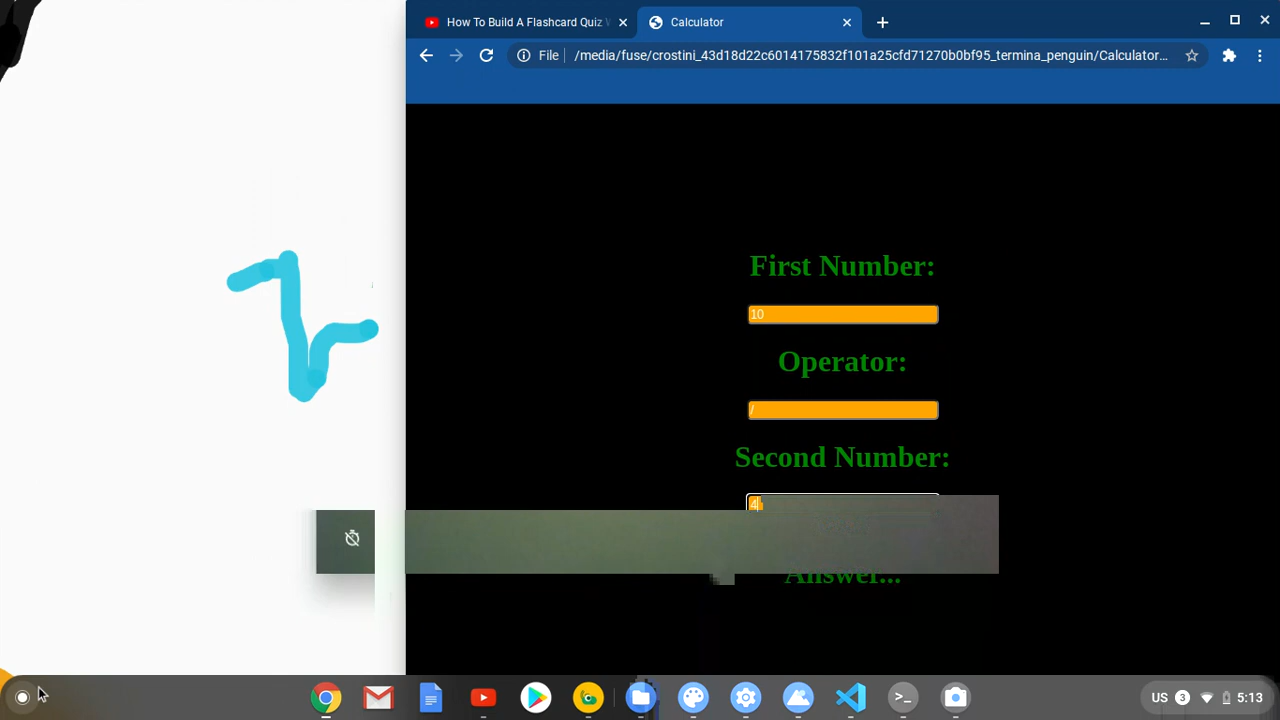 How To Build A Flashcard Quiz W
Calculator
File
/media/fuse/crostini_43d18d22c6014175832f101a25cfd71270b0bf95_termina_penguin/Calculator...
First Number:
10
Operator:
/
Second Number:
4
Answer...
US 3 5:13